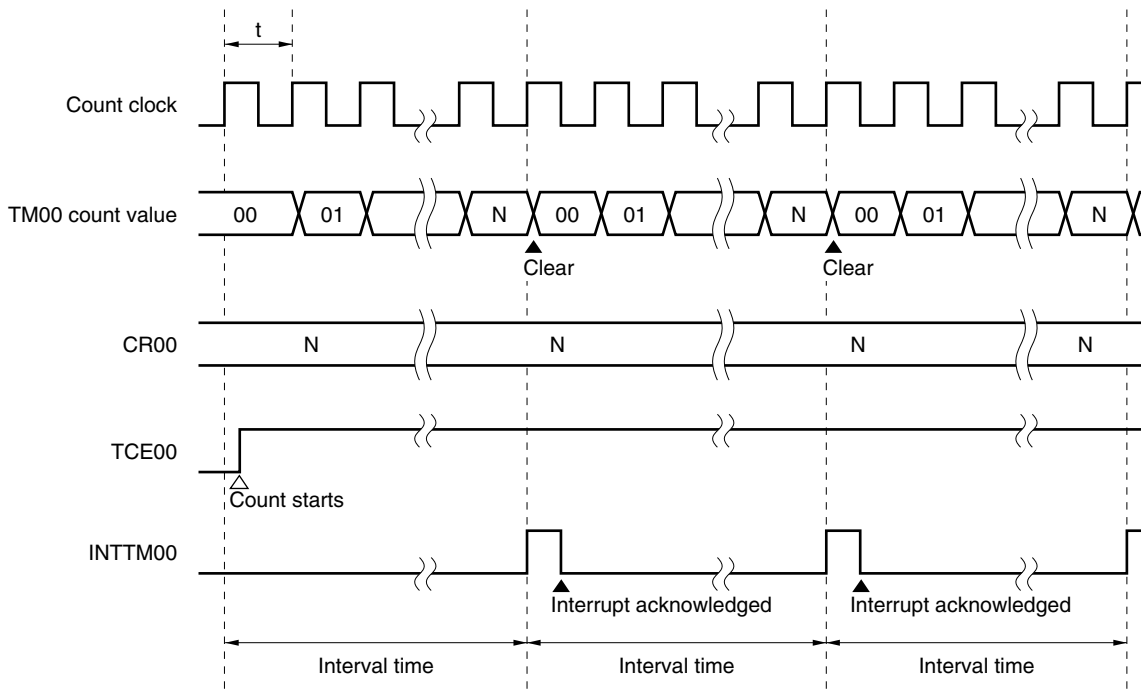 t
Count clock
TM00 count value 00 01 N 00 01 N 00 01 N
Clear Clear
CR00 N N N N
TCE00
Count starts
INTTM00
Interrupt acknowledged Interrupt acknowledged
Interval time Interval time Interval time